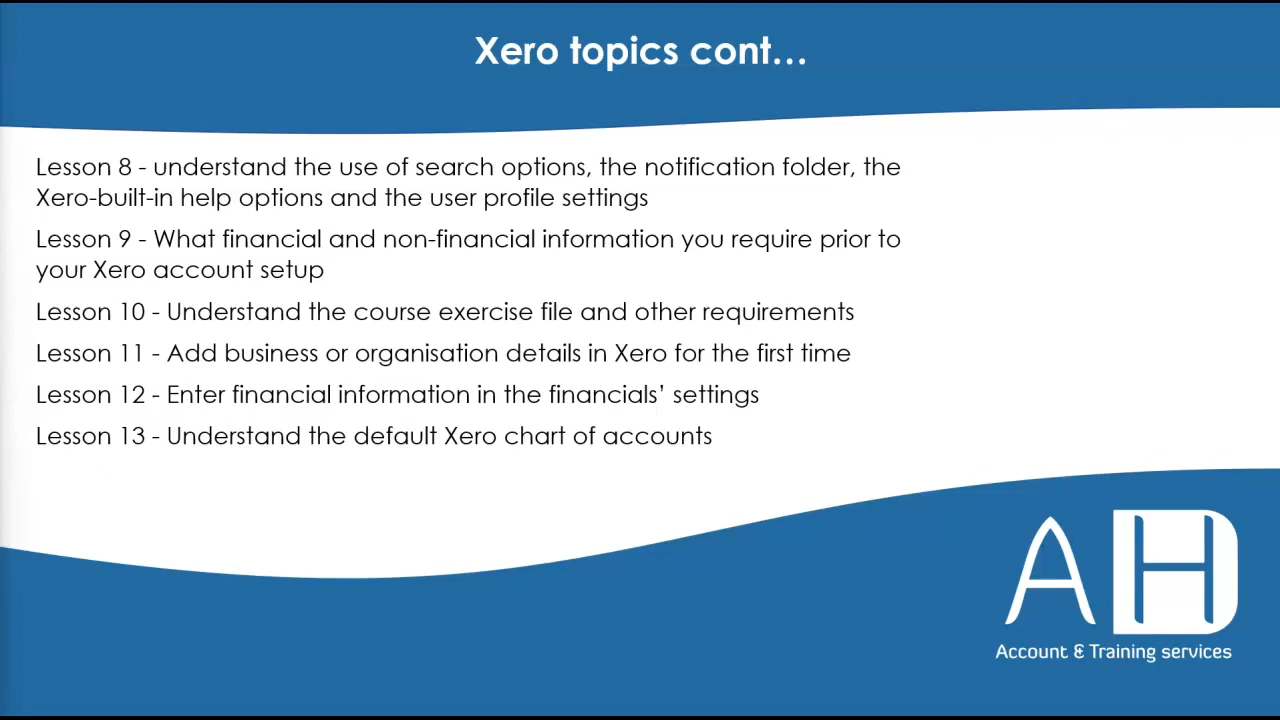 Xero topics cont...
Lesson 8 - understand the use of search options, the notification folder, the
Xero-built-in help options and the user profile settings
Lesson 9 - What financial and non-financial information you require prior to
your Xero account setup
Lesson 10 - Understand the course exercise file and other requirements
Lesson 11 - Add business or organisation details in Xero for the first time
Lesson 12 - Enter financial information in the financials’ settings
Lesson 13 - Understand the default Xero chart of accounts
AHD
Account & Training services